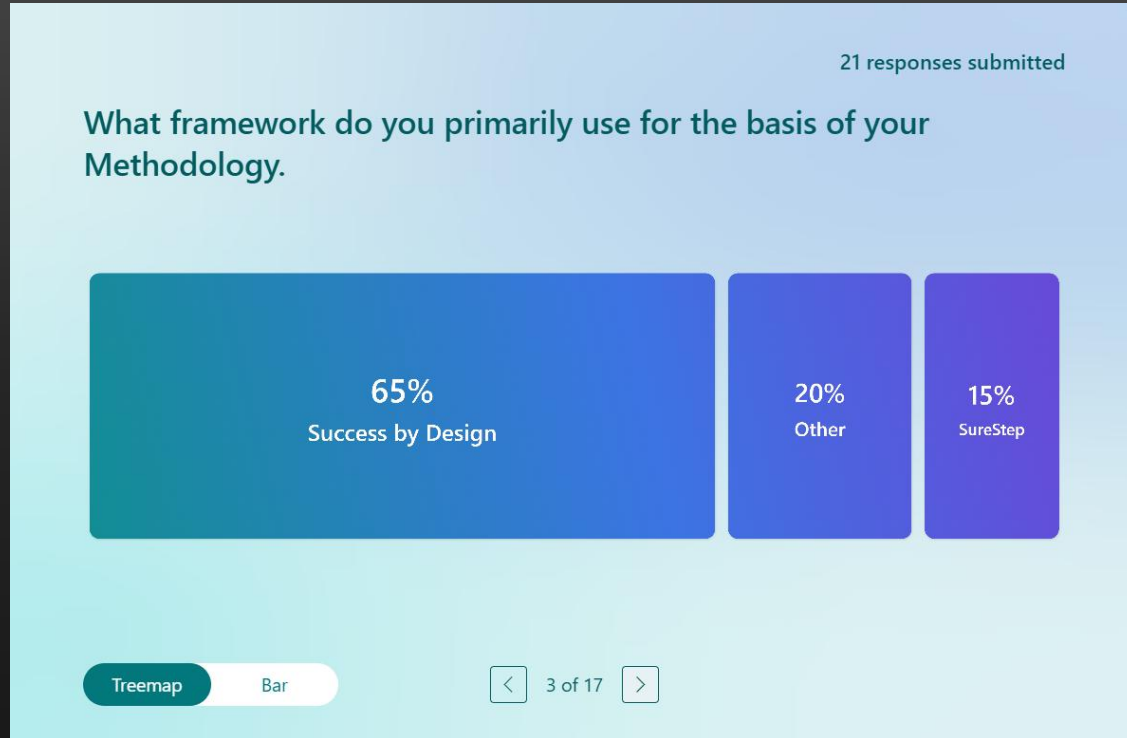 21 responses submitted
What framework do you primarily use for the basis of your
Methodology.
65%
Success by Design
20%
Other
15%
SureStep
Treemap
Bar
3 of 17